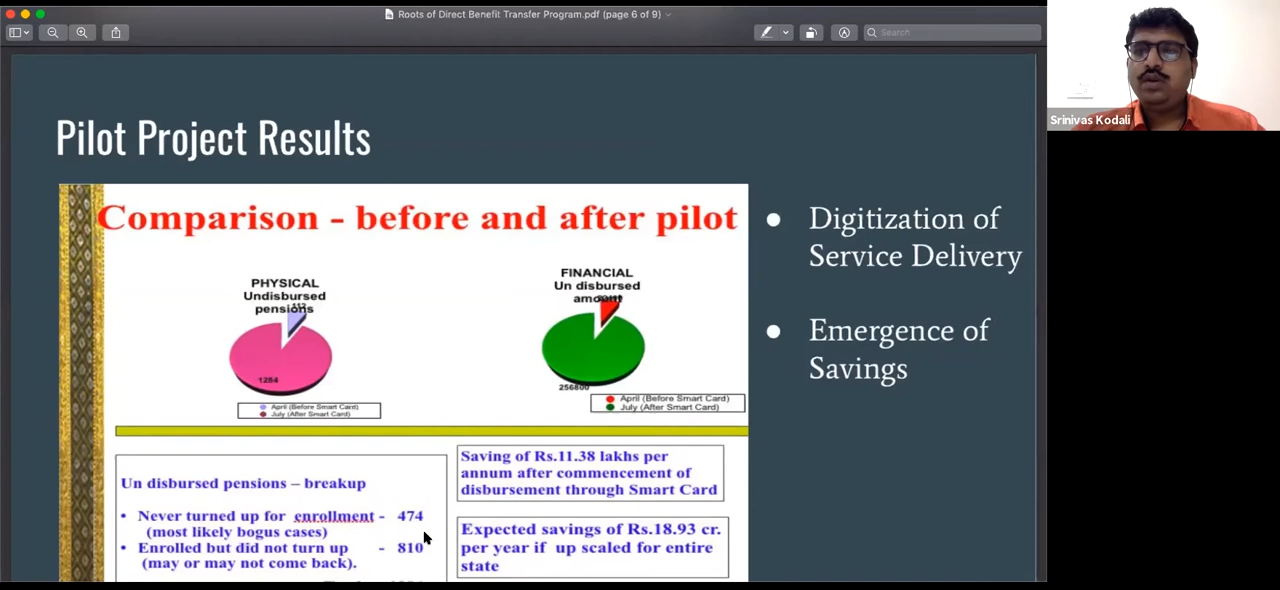 Roots of Direct Benefit Transfer Program.pdf (page 6 of 9)
Search
Srinivas Kodali
Pilot Project Results
Comparison - before and after pilot
PHYSICAL
Undisbursed
pensions
112
1284
April (Before Smart Card)
July (After Smart Card)
FINANCIAL
Un disbursed
amount
256800
April (Before Smart Card)
July (After Smart Card)
Un disbursed pensions – breakup
• Never turned up for enrollment - 474
(most likely bogus cases)
• Enrolled but did not turn up - 810
(may or may not come back).
Saving of Rs.11.38 lakhs per
annum after commencement of
disbursement through Smart Card
Expected savings of Rs.18.93 cr.
per year if up scaled for entire
state
● Digitization of
Service Delivery
● Emergence of
Savings